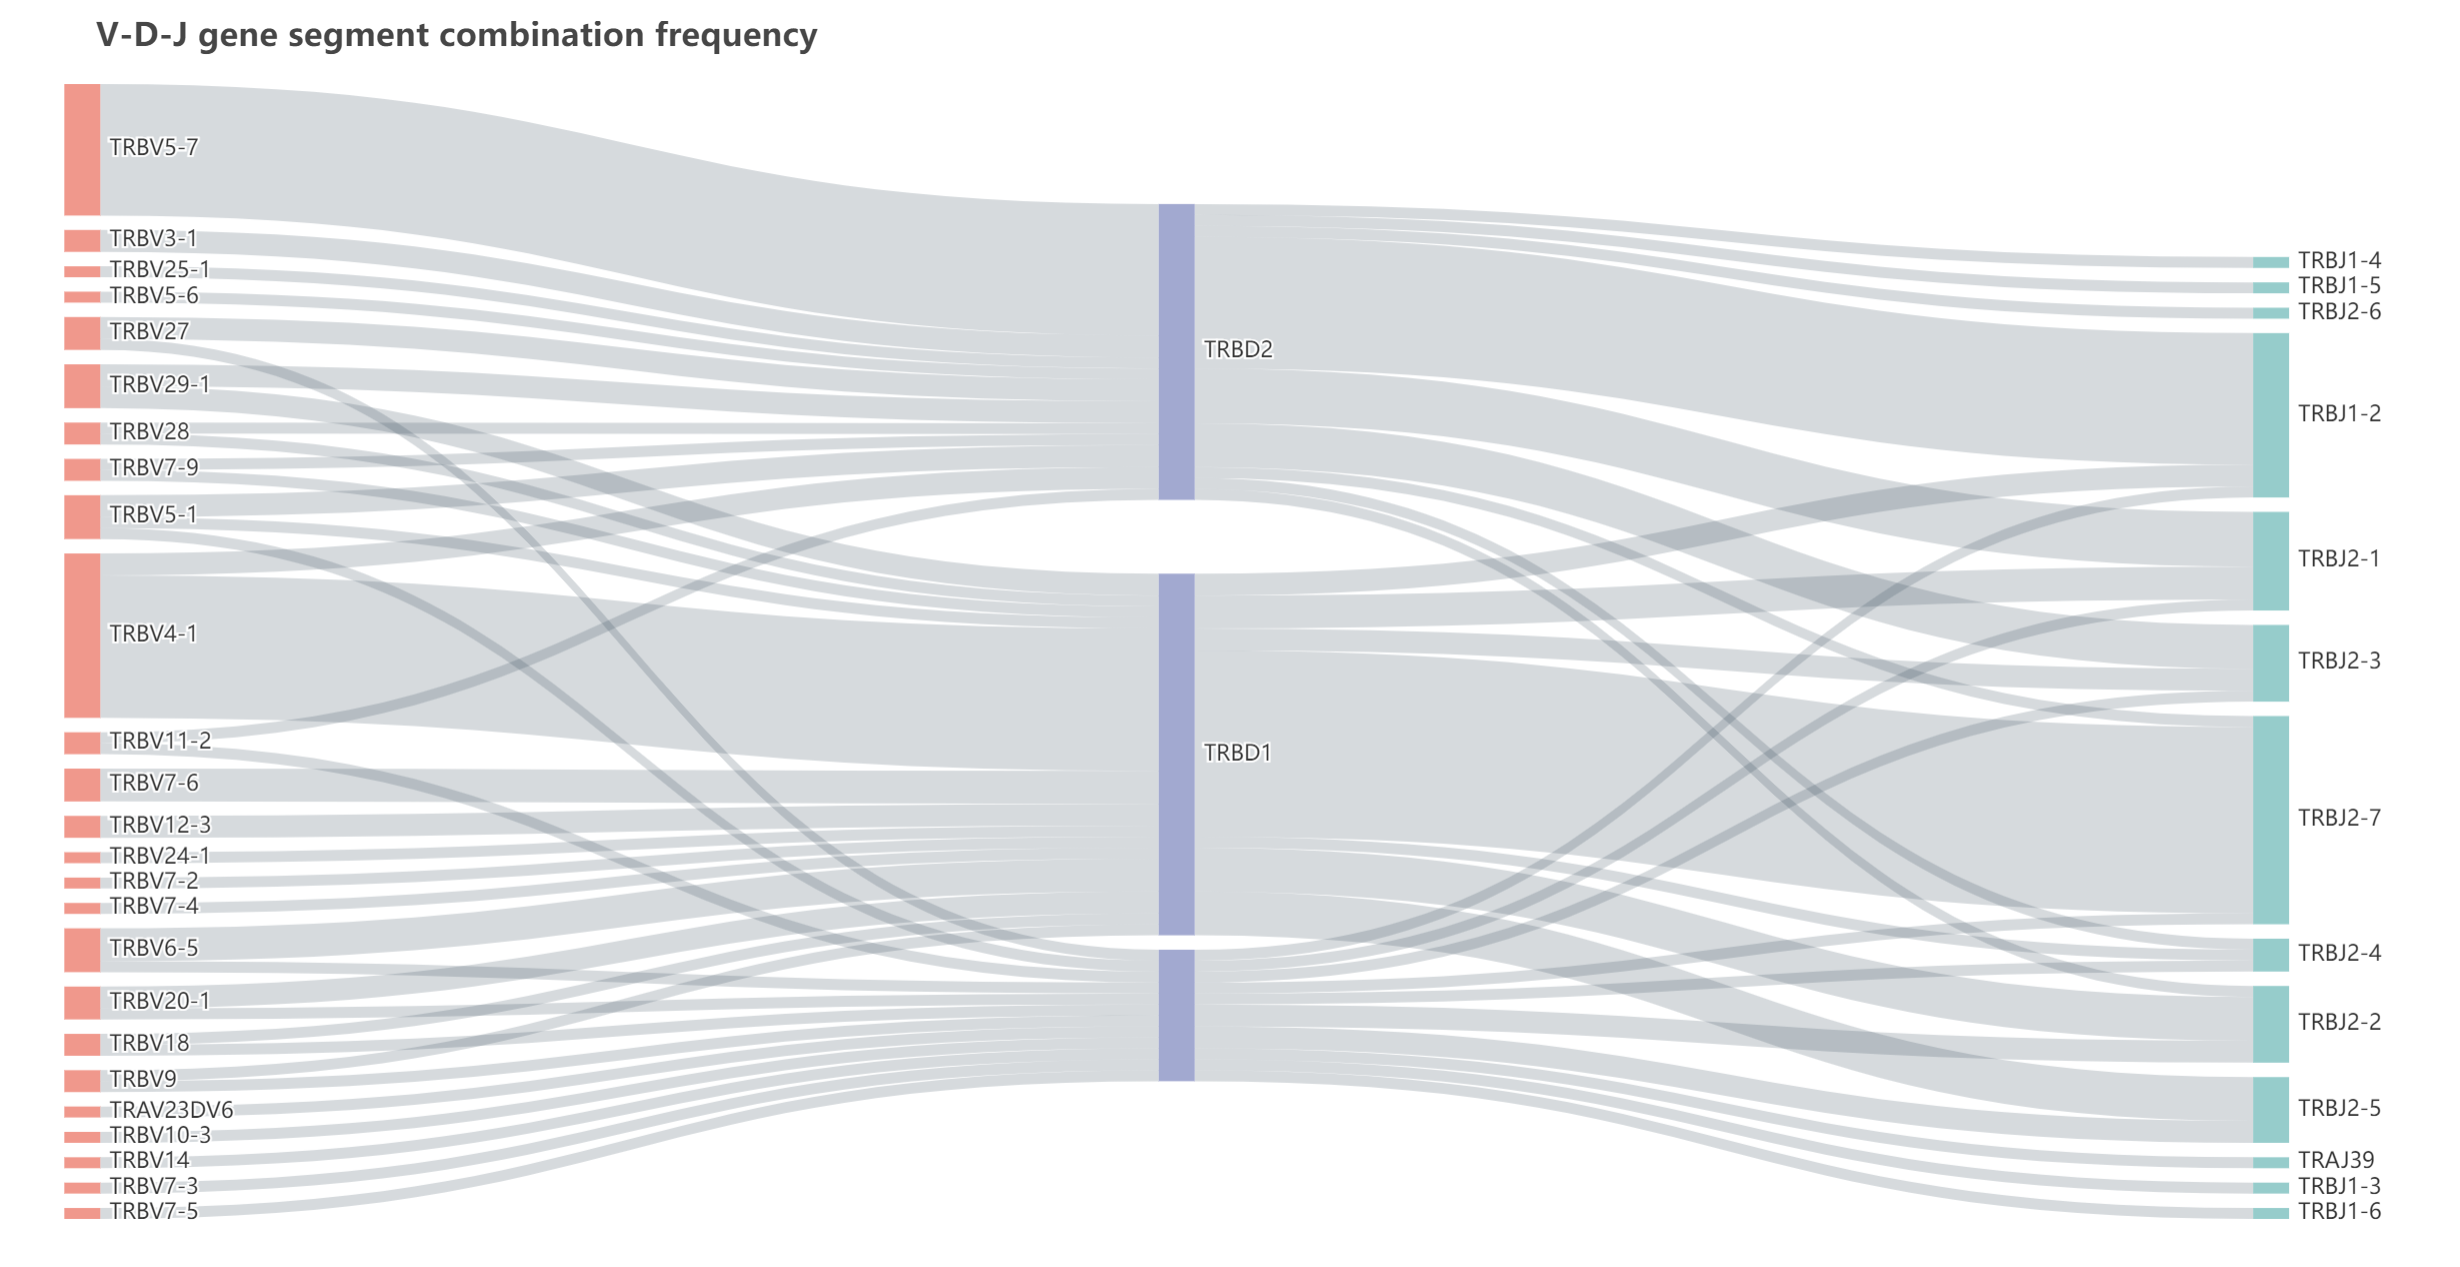 V-D-J gene segment combination frequency
TRBV5-7
TRBV3-1
TRBV25-1
TRBV5-6
TRBV27
TRBV29-1
TRBV28
TRBV7-9
TRBV5-1
TRBV4-1
TRBV11-2
TRBV7-6
TRBV12-3
TRBV24-1
TRBV7-2
TRBV7-4
TRBV6-5
TRBV20-1
TRBV18
TRBV9
TRAV23DV6
TRBV10-3
TRBV14
TRBV7-3
TRBV7-5
TRBD2
TRBD1
TRBJ1-4
TRBJ1-5
TRBJ2-6
TRBJ1-2
TRBJ2-1
TRBJ2-3
TRBJ2-7
TRBJ2-4
TRBJ2-2
TRBJ2-5
TRAJ39
TRBJ1-3
TRBJ1-6